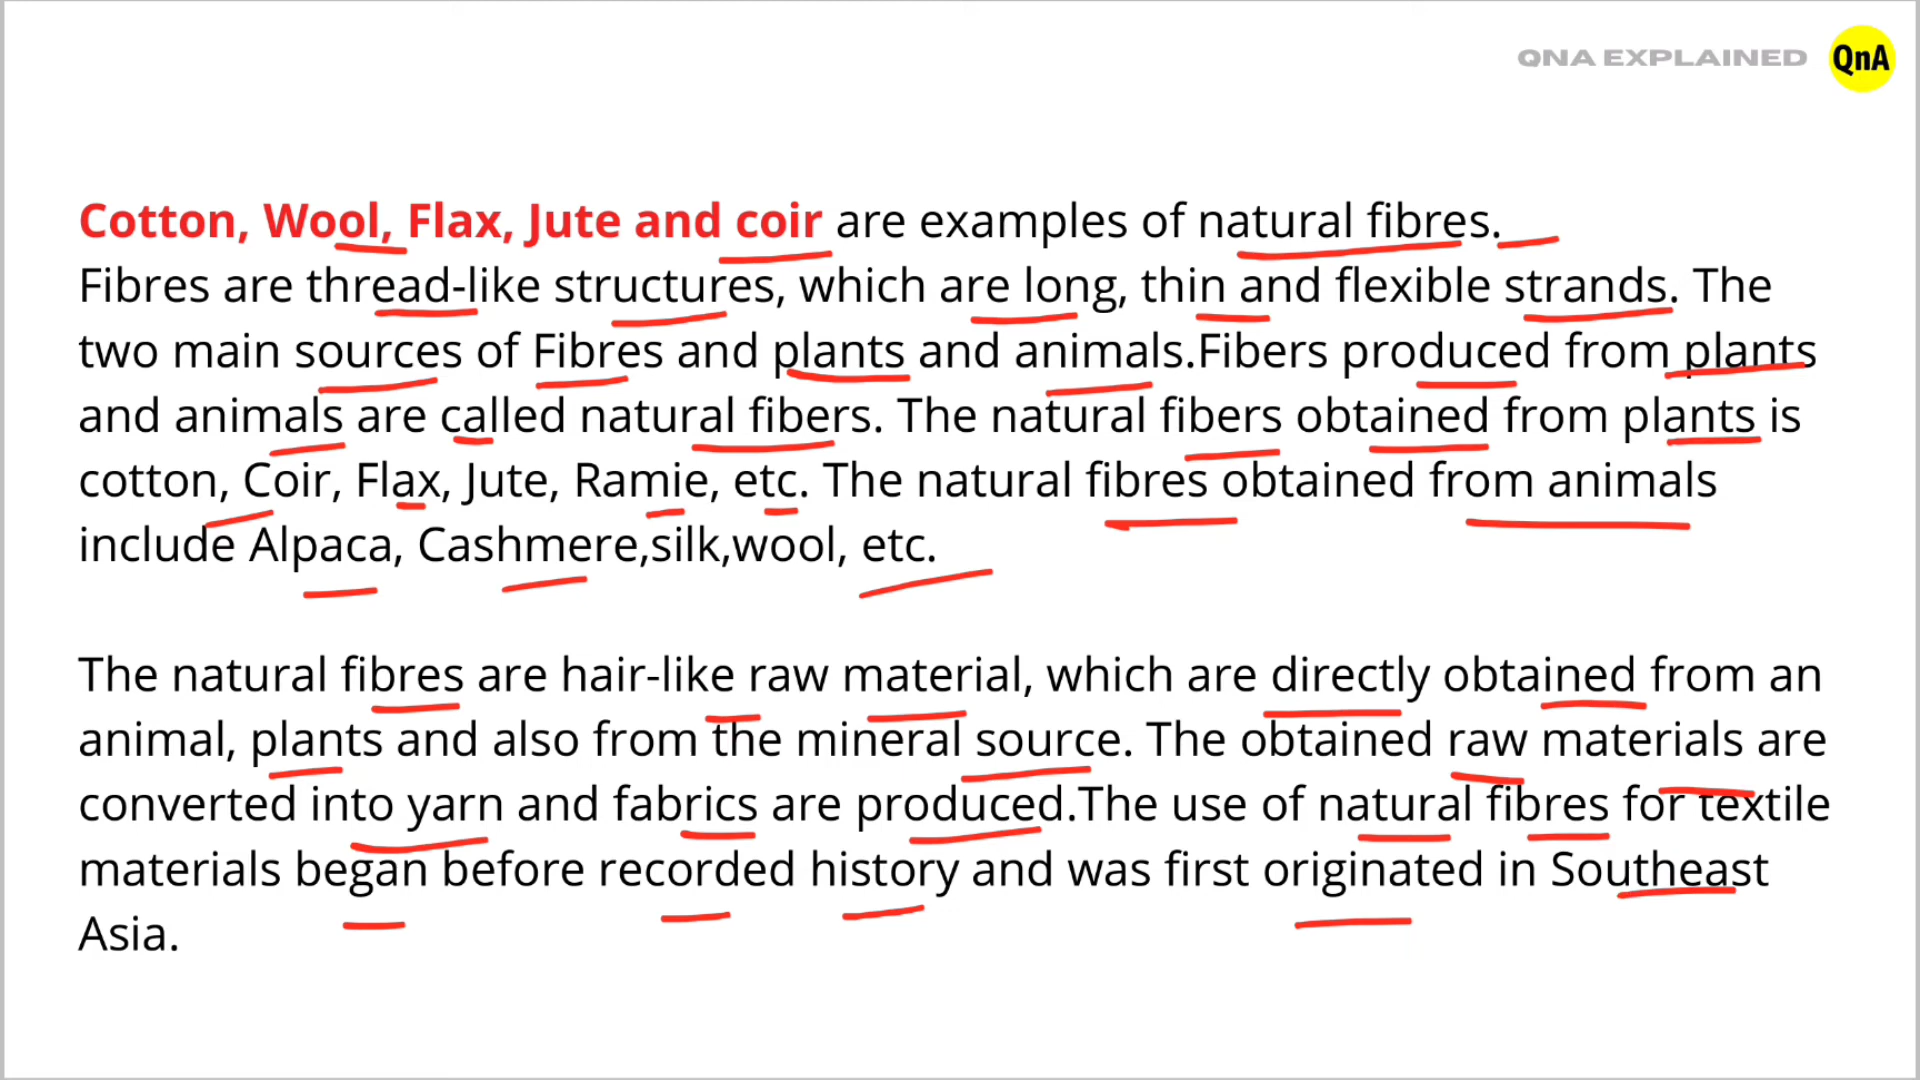 QNA EXPLAINED QnA
Cotton, Wool, Flax, Jute and coir are examples of natural fibres.
Fibres are thread-like structures, which are long, thin and flexible strands. The
two main sources of Fibres and plants and animals.Fibers produced from plants
and animals are called natural fibers. The natural fibers obtained from plants is
cotton, Coir, Flax, Jute, Ramie, etc. The natural fibres obtained from animals
include Alpaca, Cashmere,silk,wool, etc.
The natural fibres are hair-like raw material, which are directly obtained from an
animal, plants and also from the mineral source. The obtained raw materials are
converted into yarn and fabrics are produced.The use of natural fibres for textile
materials began before recorded history and was first originated in Southeast
Asia.